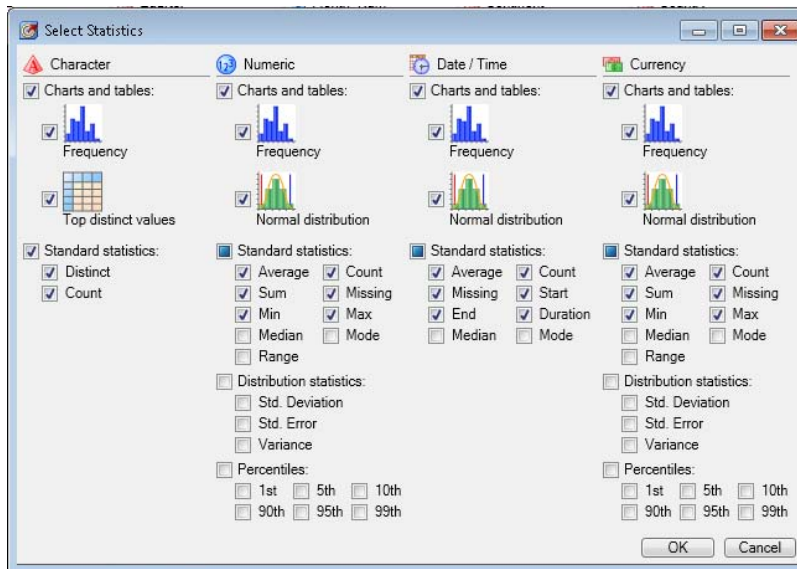 Select Statistics
Character
Charts and tables:
Frequency
Top distinct values
Standard statistics:
Distinct
Count
123 Numeric
Charts and tables:
Frequency
Normal distribution
Standard statistics:
Average Count
Sum Missing
Min Max
Median Mode
Range
Distribution statistics:
Std. Deviation
Std. Error
Variance
Percentiles:
1st 5th 10th
90th 95th 99th
Date / Time
Charts and tables:
Frequency
Normal distribution
Standard statistics:
Average Count
Missing Start
End Duration
Median Mode
Currency
Charts and tables:
Frequency
Normal distribution
Standard statistics:
Average Count
Sum Missing
Min Max
Median Mode
Range
Distribution statistics:
Std. Deviation
Std. Error
Variance
Percentiles:
1st 5th 10th
90th 95th 99th
OK Cancel